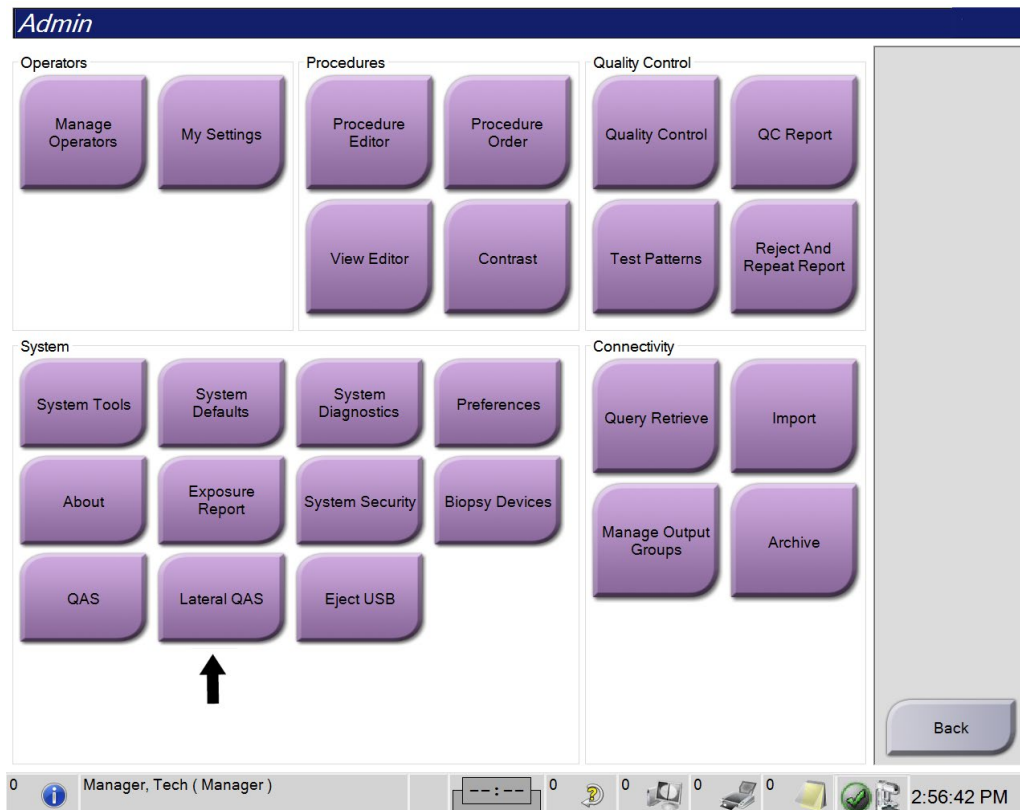 Admin
Operators
Manage
Operators
My Settings
Procedures
Procedure
Editor
Procedure
Order
View Editor
Contrast
Quality Control
Quality Control
QC Report
Test Patterns
Reject And
Repeat Report
System
System Tools
System
Defaults
System
Diagnostics
Preferences
About
Exposure
Report
System Security
Biopsy Devices
QAS
Lateral QAS
Eject USB
Connectivity
Query Retrieve
Import
Manage Output
Groups
Archive
Back
0
Manager, Tech ( Manager )
--:--
0
0
0
0
2:56:42 PM